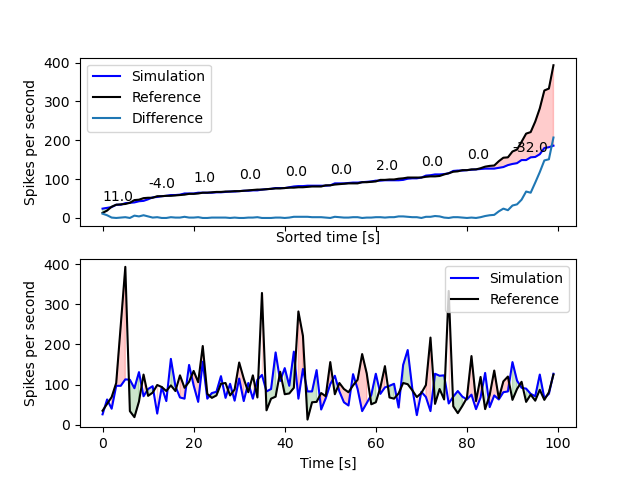 400
300
200
100
0
Spikes per second
Simulation
Reference
Difference
11.0
-4.0
1.0
0.0
0.0
0.0
2.0
0.0
0.0
-32.0
Sorted time [s]
400
300
200
100
0
Spikes per second
Simulation
Reference
0
20
40
60
80
100
Time [s]